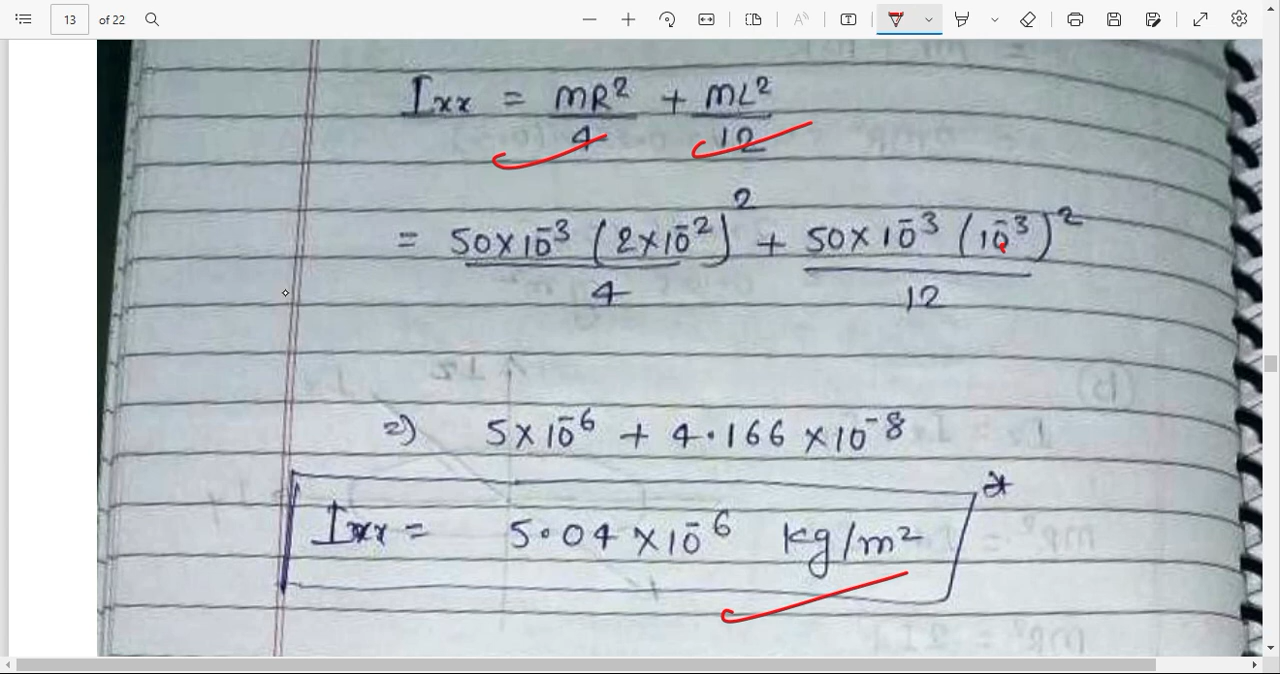 13 of 22
Ixx = mR² + mL²
4 12
= 50×10⁻³ (2×10⁻²)² + 50×10⁻³ (10⁻³)²
4 12
=) 5×10⁻⁶ + 4.166 ×10⁻⁸
Ixx = 5.04 ×10⁻⁶ kg/m²